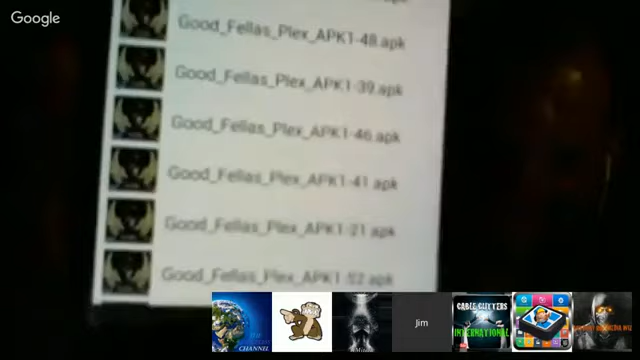 Google
Good_Fellas_Plex_APK1-48.apk
Good_Fellas_Plex_APK1-39.apk
Good_Fellas_Plex_APK1-46.apk
Good_Fellas_Plex_APK1-41.apk
Good_Fellas_Plex_APK1-21.apk
Good_Fellas_Plex_APK1-52.apk
CHANNEL
Jim
CABLE CUTTERS
INTERNATIONAL